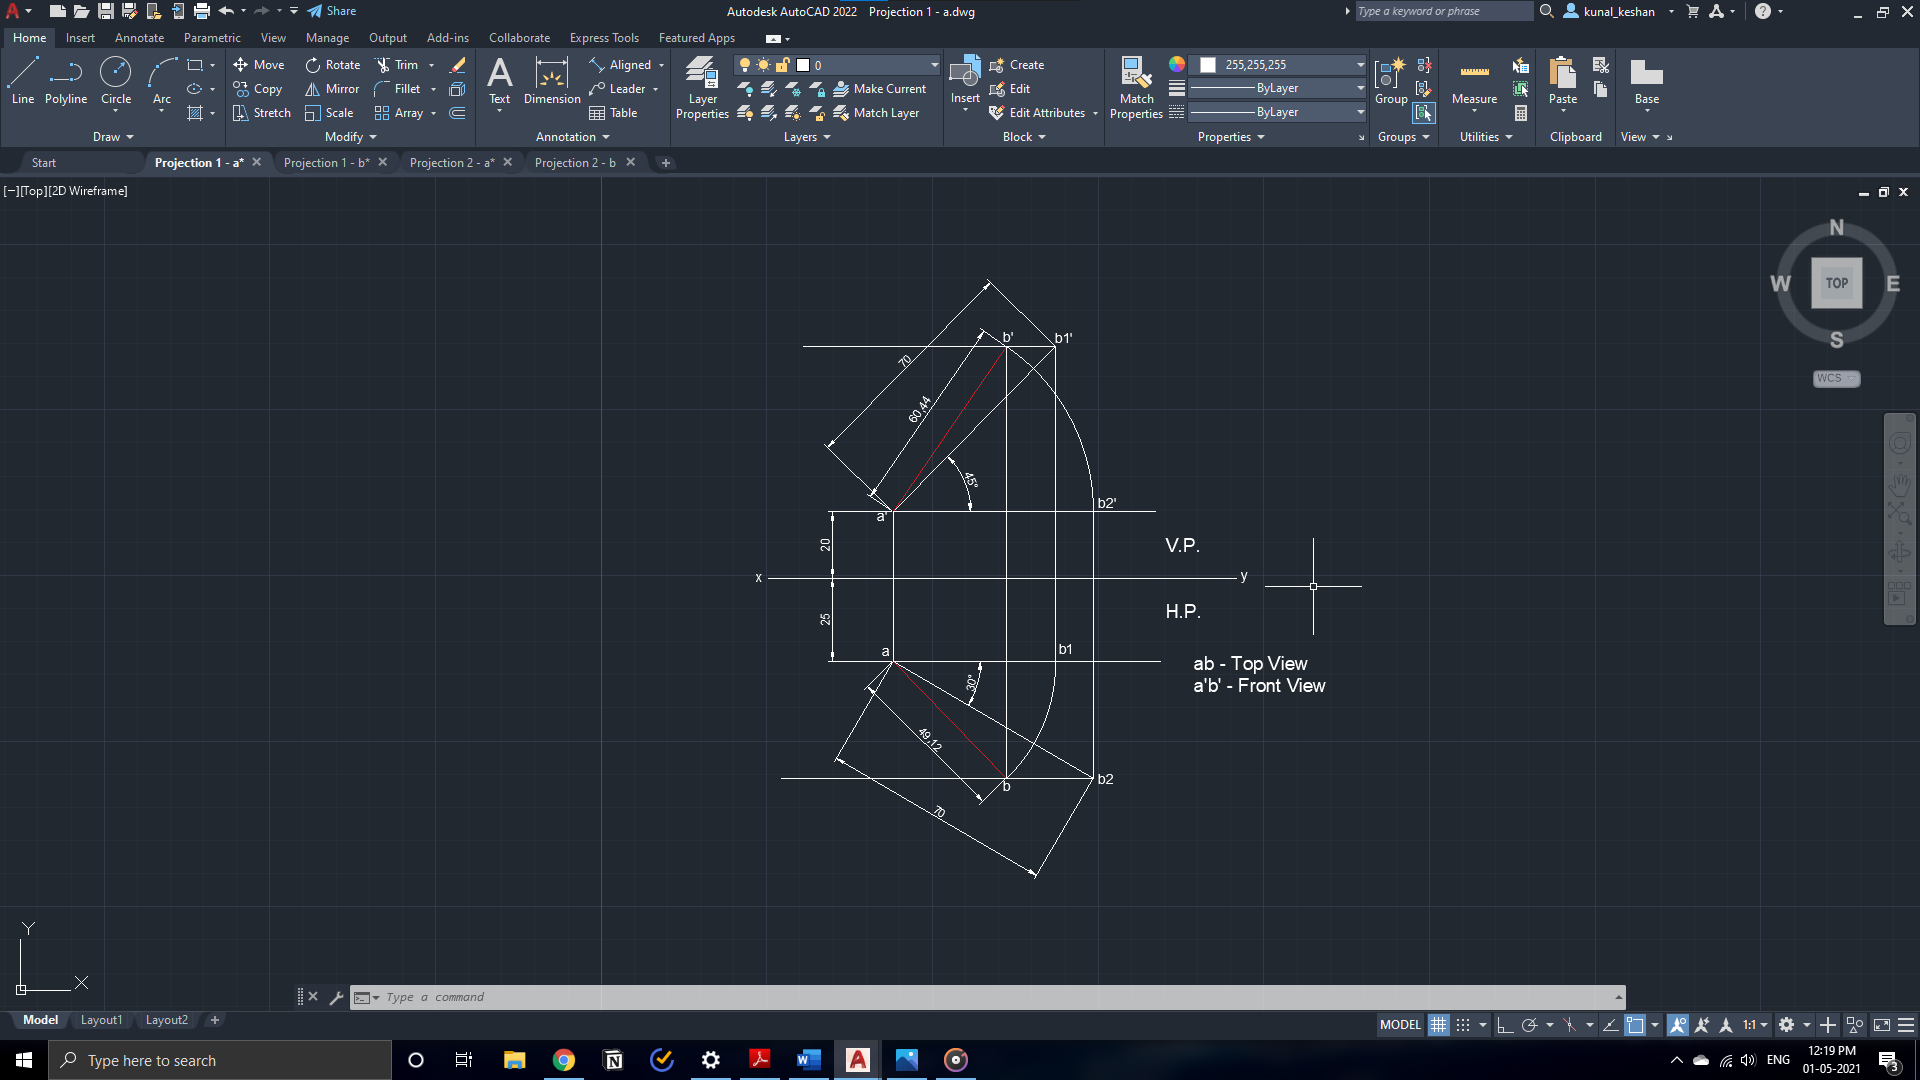 Share
Autodesk AutoCAD 2022 Projection 1 - a.dwg
Type a keyword or phrase
kunal_keshan
Home Insert Annotate Parametric View Manage Output Add-ins Collaborate Express Tools Featured Apps
Line Polyline Circle Arc
Move Rotate Trim
Copy Mirror Fillet
Stretch Scale Array
Text Dimension
Aligned
Leader
Table
Layer Properties
0
Make Current
Match Layer
Insert
Create
Edit
Edit Attributes
Match Properties
255,255,255
ByLayer
ByLayer
Group
Measure
Paste
Base
Draw Modify Annotation Layers Block Properties Groups Utilities Clipboard View
Start Projection 1 - a* Projection 1 - b* Projection 2 - a* Projection 2 - b
[−][Top][2D Wireframe]
N
W TOP E
S
WCS
b' b1'
70
60,44
45°
b2'
a'
20
V.P.
x y
25
H.P.
a b1
30°
ab - Top View
a'b' - Front View
49,12
b b2
70
Y
X
Type a command
Model Layout1 Layout2
MODEL 1:1
Type here to search
ENG
12:19 PM
01-05-2021
3